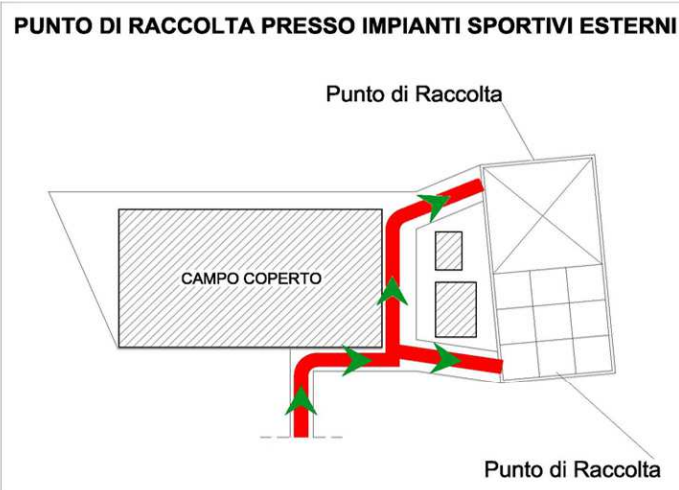 PUNTO DI RACCOLTA PRESSO IMPIANTI SPORTIVI ESTERNI
Punto di Raccolta
CAMPO COPERTO
Punto di Raccolta